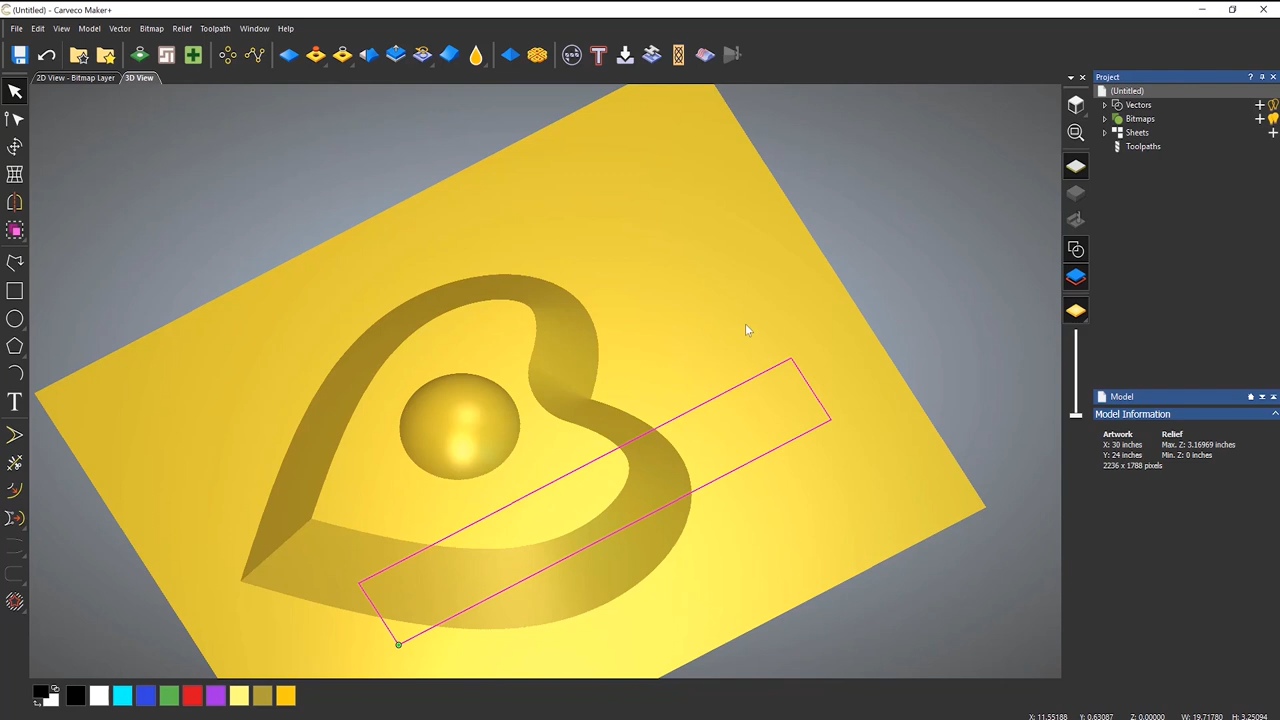 (Untitled) - Carveco Maker+
File Edit View Model Vector Bitmap Relief Toolpath Window Help
2D View - Bitmap Layer 3D View
Project
(Untitled)
Vectors
Bitmaps
Sheets
Toolpaths
Model
Model Information
Artwork Relief
X: 30 inches Max. Z: 3.16969 inches
Y: 24 inches Min. Z: 0 inches
2236 x 1788 pixels
X: 11.55188 Y: 0.63087 Z: 0.00000 W: 19.71780 H: 3.25094